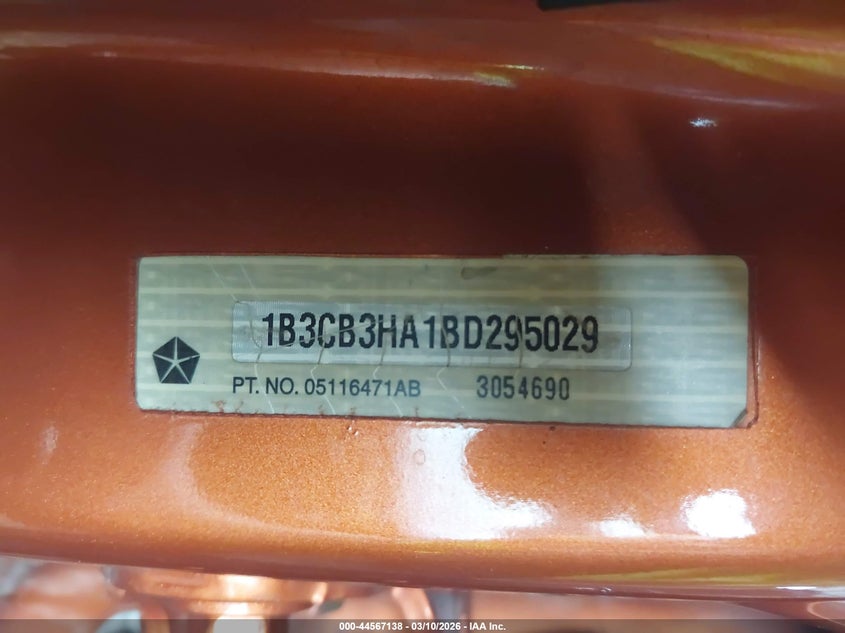 1B3CB3HA1BD295029
PT. NO. 05116471AB 3054690
000-44567138 - 03/10/2026 - IAA Inc.